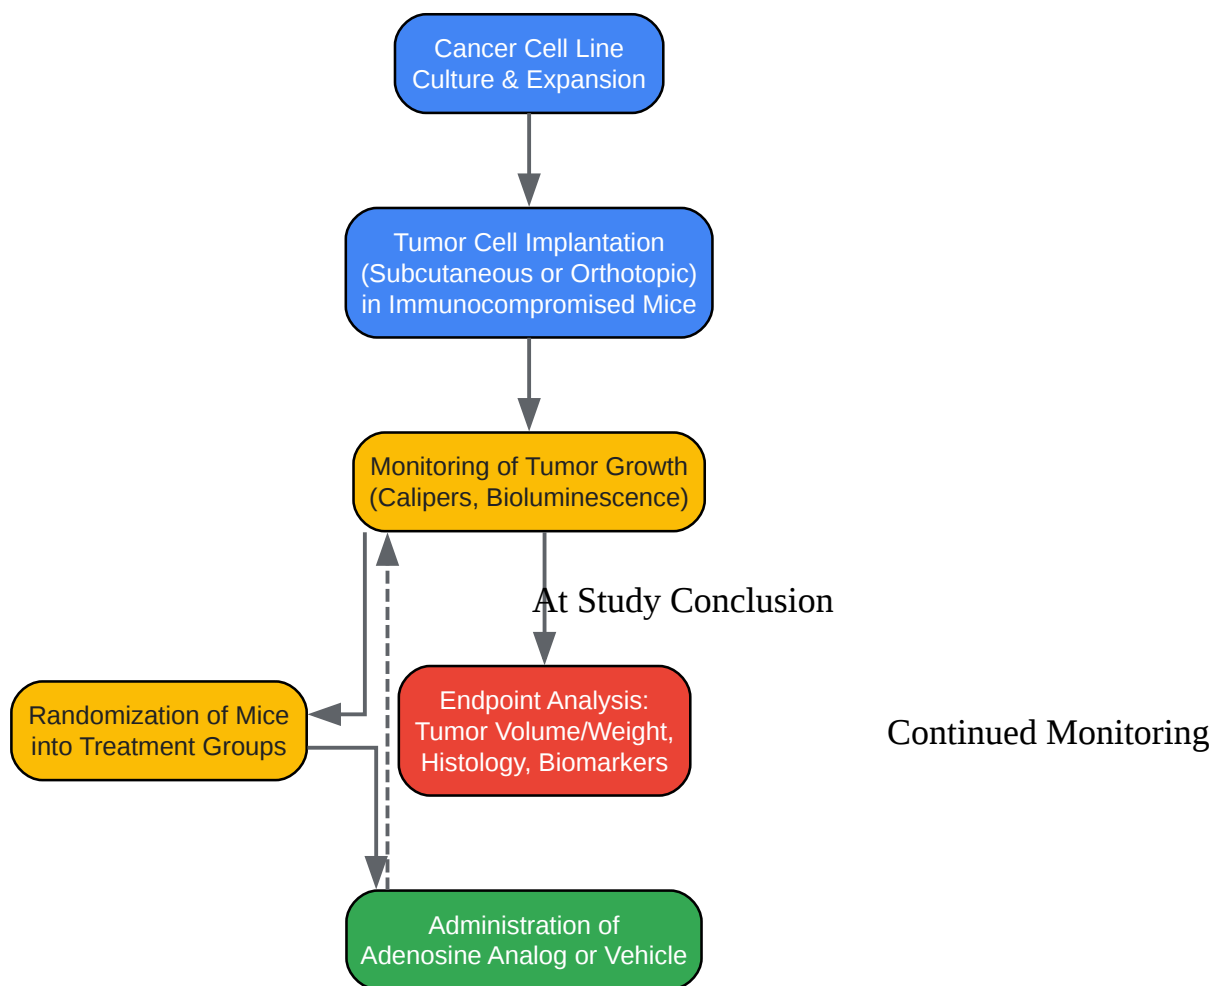 Cancer Cell Line
Culture & Expansion
Tumor Cell Implantation
(Subcutaneous or Orthotopic)
in Immunocompromised Mice
Monitoring of Tumor Growth
(Calipers, Bioluminescence)
At Study Conclusion
Randomization of Mice
into Treatment Groups
Endpoint Analysis:
Tumor Volume/Weight,
Histology, Biomarkers
Continued Monitoring
Administration of
Adenosine Analog or Vehicle